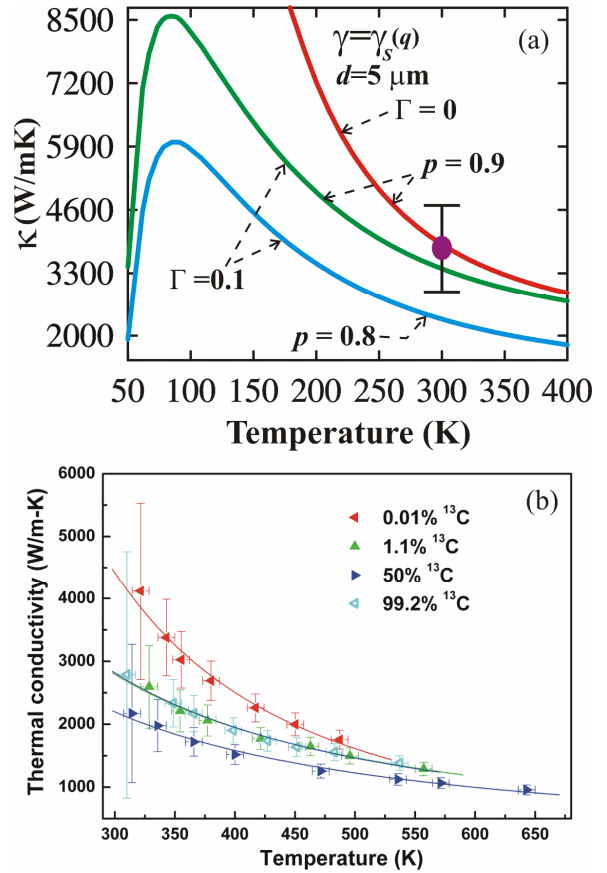 8500
7200
5900
4600
3300
2000
κ (W/mK)
γ=γS(q)
d=5 μm
(a)
Γ = 0
p = 0.9
Γ =0.1
p = 0.8
50 100 150 200 250 300 350 400
Temperature (K)
6000
5000
4000
3000
2000
1000
Thermal conductivity (W/m-K)
(b)
0.01% ¹³C
1.1% ¹³C
50% ¹³C
99.2% ¹³C
300 350 400 450 500 550 600 650
Temperature (K)